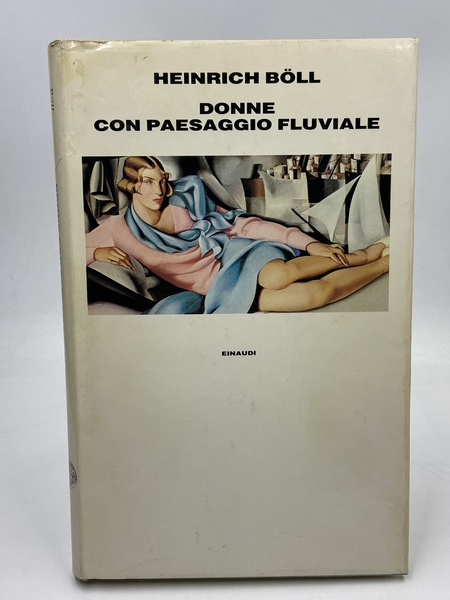 HEINRICH BÖLL
DONNE
CON PAESAGGIO FLUVIALE
EINAUDI